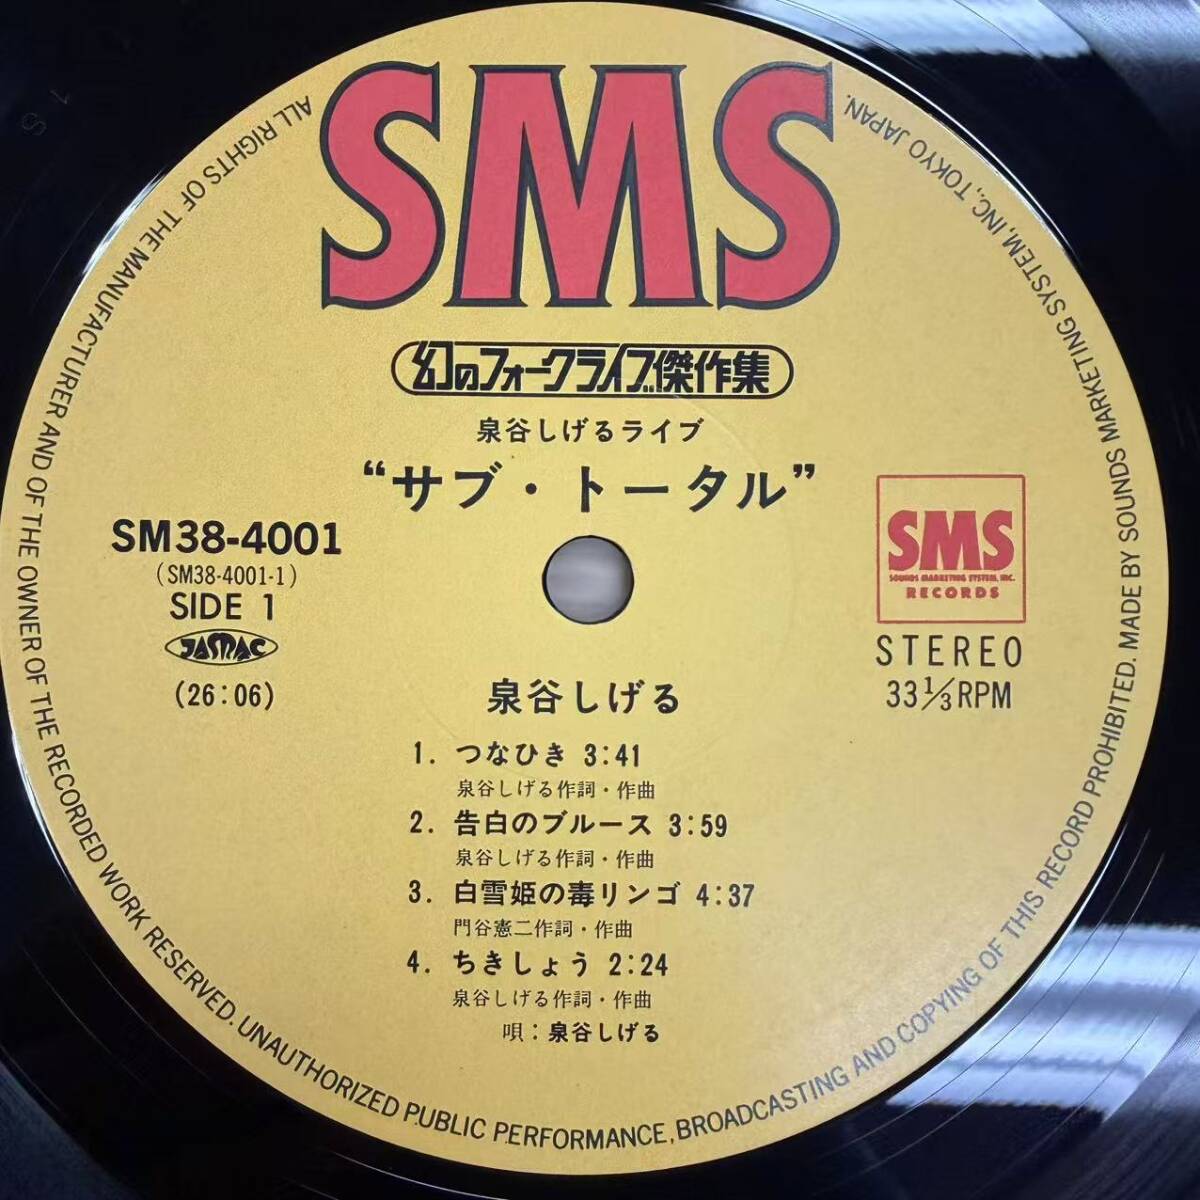 SMS
幻のフォークライブ傑作集
泉谷しげるライブ
“サブ・トータル”
SM38-4001
(SM38-4001-1)
SIDE 1
JASRAC
(26:06)
SMS
SOUNDS MARKETING SYSTEM, INC.
RECORDS
STEREO
33 1/3 RPM
泉谷しげる
1. つなひき 3:41
泉谷しげる作詞・作曲
2. 告白のブルース 3:59
泉谷しげる作詞・作曲
3. 白雪姫の毒リンゴ 4:37
門谷憲二作詞・作曲
4. ちきしょう 2:24
泉谷しげる作詞・作曲
唄：泉谷しげる
ALL RIGHTS OF THE MANUFACTURER AND OF THE OWNER OF THE RECORDED WORK RESERVED. UNAUTHORIZED PUBLIC PERFORMANCE, BROADCASTING AND COPYING OF THIS RECORD PROHIBITED. MADE BY SOUNDS MARKETING SYSTEM, INC., TOKYO JAPAN.